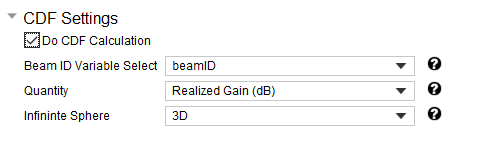 CDF Settings
Do CDF Calculation
Beam ID Variable Select beamID
Quantity Realized Gain (dB)
Infininte Sphere 3D